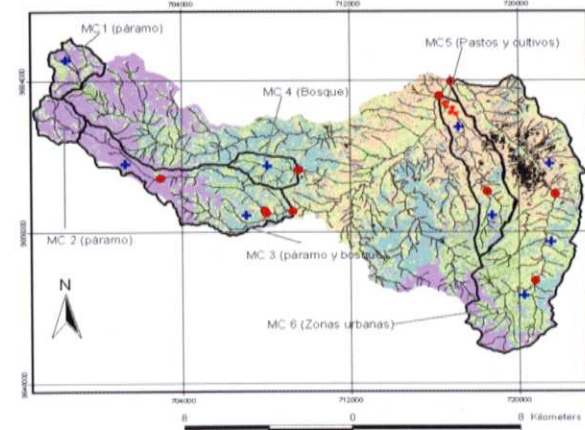 704000 712000 720000
MC 1 (páramo)
MC5 (Pastos y cultivos)
MC 4 (Bosque)
MC 2 (páramo)
MC 3 (páramo y bosque)
N
MC 6 (Zonas urbanas)
704000 712000 720000
8 0 8 Kilometers